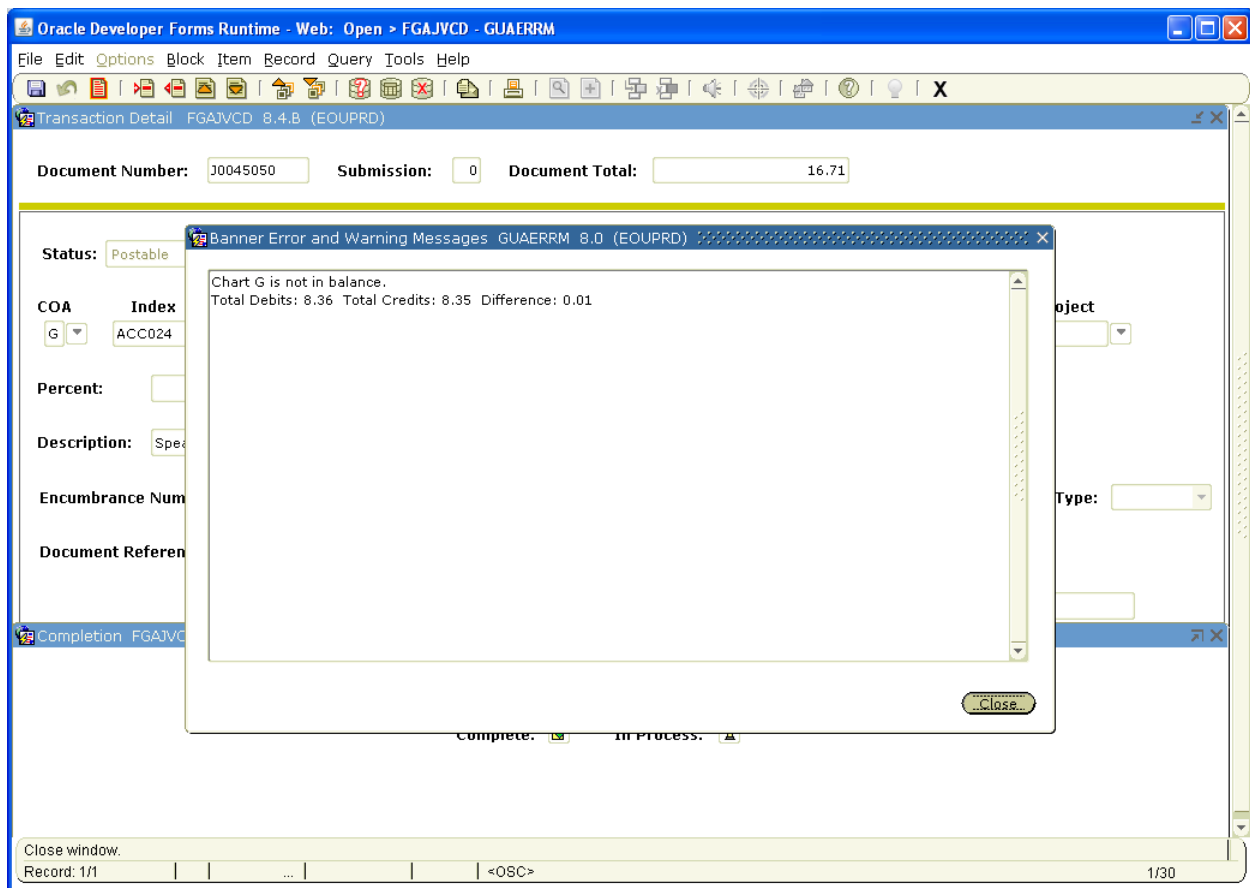 Oracle Developer Forms Runtime - Web: Open > FGAJVCD - GUAERRM
File Edit Options Block Item Record Query Tools Help
X
Transaction Detail FGAJVCD 8.4.B (EOUPRD)
Document Number: J0045050 Submission: 0 Document Total: 16.71
Banner Error and Warning Messages GUAERRM 8.0 (EOUPRD)
Status: Postable
Chart G is not in balance.
Total Debits: 8.36 Total Credits: 8.35 Difference: 0.01
COA Index oject
G ACC024
Percent:
Description: Spea
Encumbrance Num Type:
Document Referen
Completion FGAJVC
Close
Complete: In Process:
Close window.
Record: 1/1 ... <OSC> 1/30